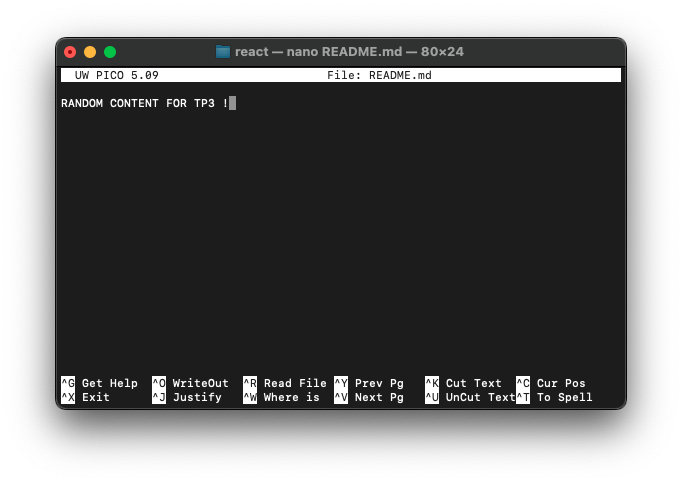 react — nano README.md — 80×24
UW PICO 5.09 File: README.md
RANDOM CONTENT FOR TP3 !
^G Get Help ^O WriteOut ^R Read File ^Y Prev Pg ^K Cut Text ^C Cur Pos
^X Exit ^J Justify ^W Where is ^V Next Pg ^U UnCut Text ^T To Spell